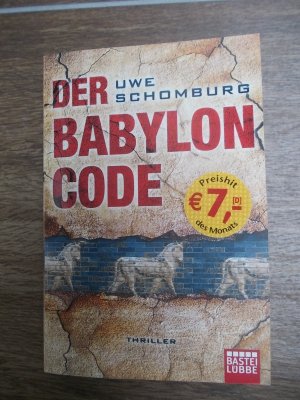 DER UWE
SCHOMBURG
BABYLON
CODE
Preishit
€ 7,[D]
des Monats
THRILLER
BASTEI
LÜBBE